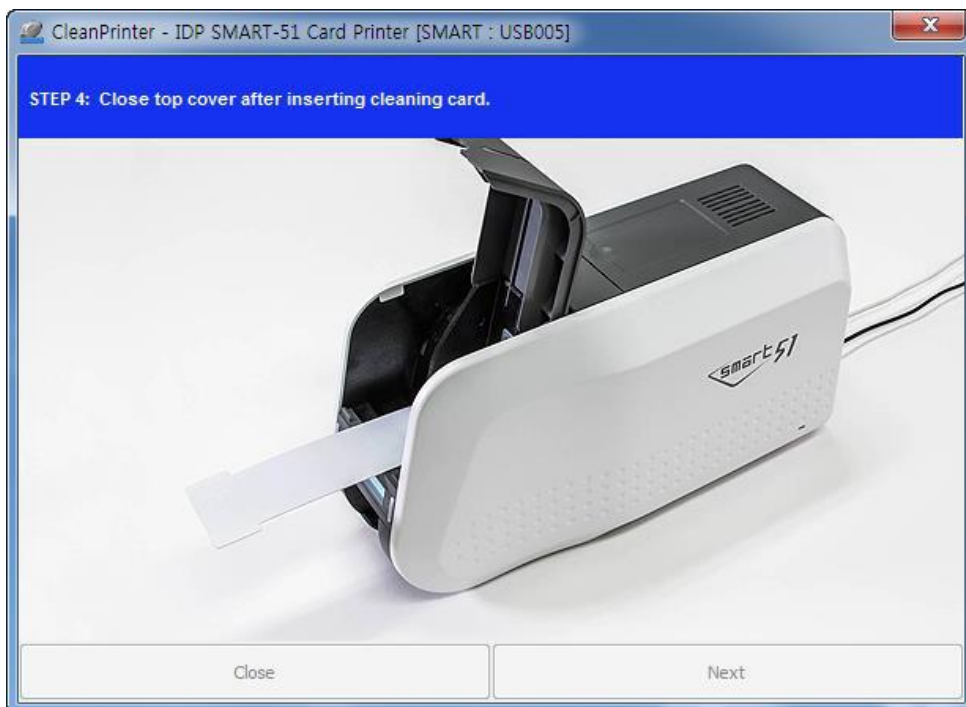 CleanPrinter - IDP SMART-51 Card Printer [SMART : USB005]
STEP 4: Close top cover after inserting cleaning card.
smart 51
Close
Next